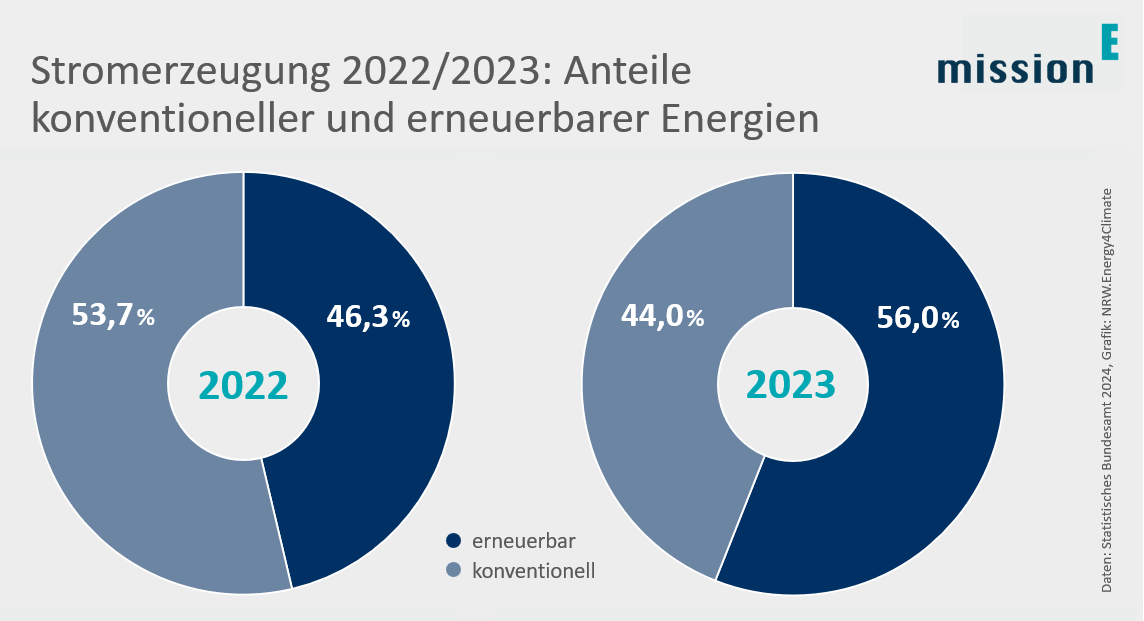 Stromerzeugung 2022/2023: Anteile
konventioneller und erneuerbarer Energien
mission E
53,7%
46,3%
2022
44,0%
56,0%
2023
erneuerbar
konventionell
Daten: Statistisches Bundesamt 2024, Grafik: NRW.Energy4Climate